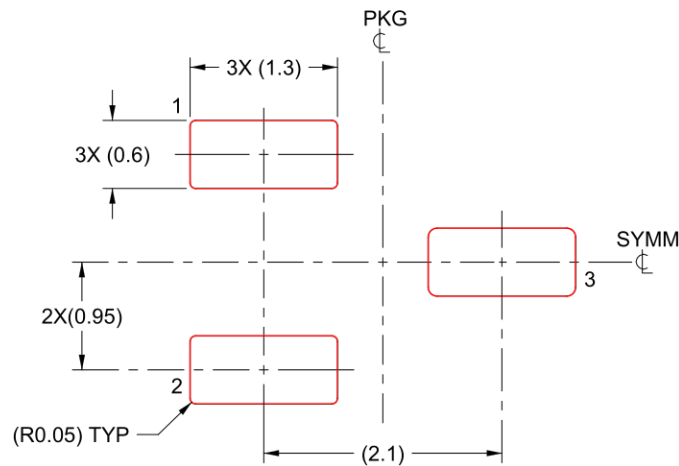 PKG
℄
3X (1.3)
1
3X (0.6)
SYMM
℄
3
2X(0.95)
2
(R0.05) TYP
(2.1)